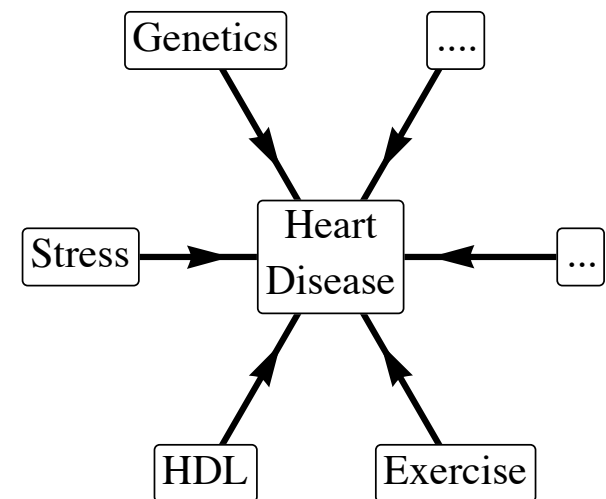 Genetics
....
Heart
Disease
Stress
...
HDL
Exercise